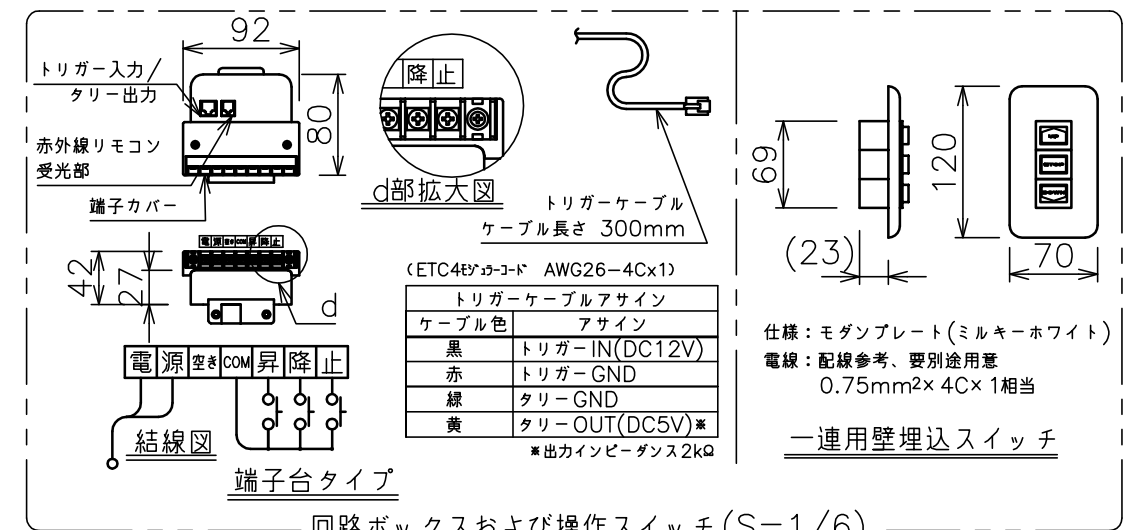 92
トリガー入力/
タリー出力
80
赤外線リモコン
受光部
端子カバー
降 止
d部拡大図
トリガーケーブル
ケーブル長さ 300mm
電 源 空き COM 昇 降 止
42
27
d
電 源 空き COM 昇 降 止
結線図
端子台タイプ
(ETC4ﾓｼﾞｭﾗｰｺｰﾄﾞ AWG26-4Cx1)
トリガーケーブルアサイン
ケーブル色 アサイン
黒 トリガーIN(DC12V)
赤 トリガーGND
緑 タリーGND
黄 タリーOUT(DC5V)※
※出力インピーダンス2kΩ
69
(23)
120
UP
STOP
DOWN
70
仕様：モダンプレート(ミルキーホワイト)
電線：配線参考、要別途用意
0.75mm²×4C×1相当
一連用壁埋込スイッチ
回路ボックスおよび操作スイッチ(S-1/6)